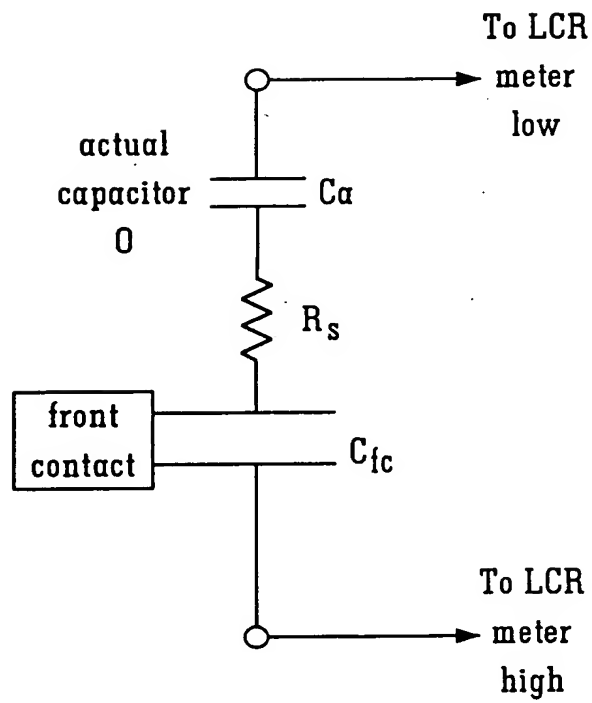 To LCR
meter
low
actual
capacitor
0
Ca
Rs
front
contact
Cfc
To LCR
meter
high